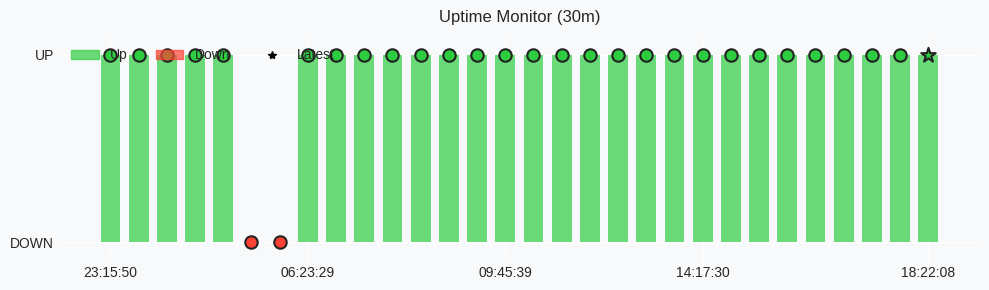 Uptime Monitor (30m)
UP
Up Down Latest
DOWN
23:15:50 06:23:29 09:45:39 14:17:30 18:22:08